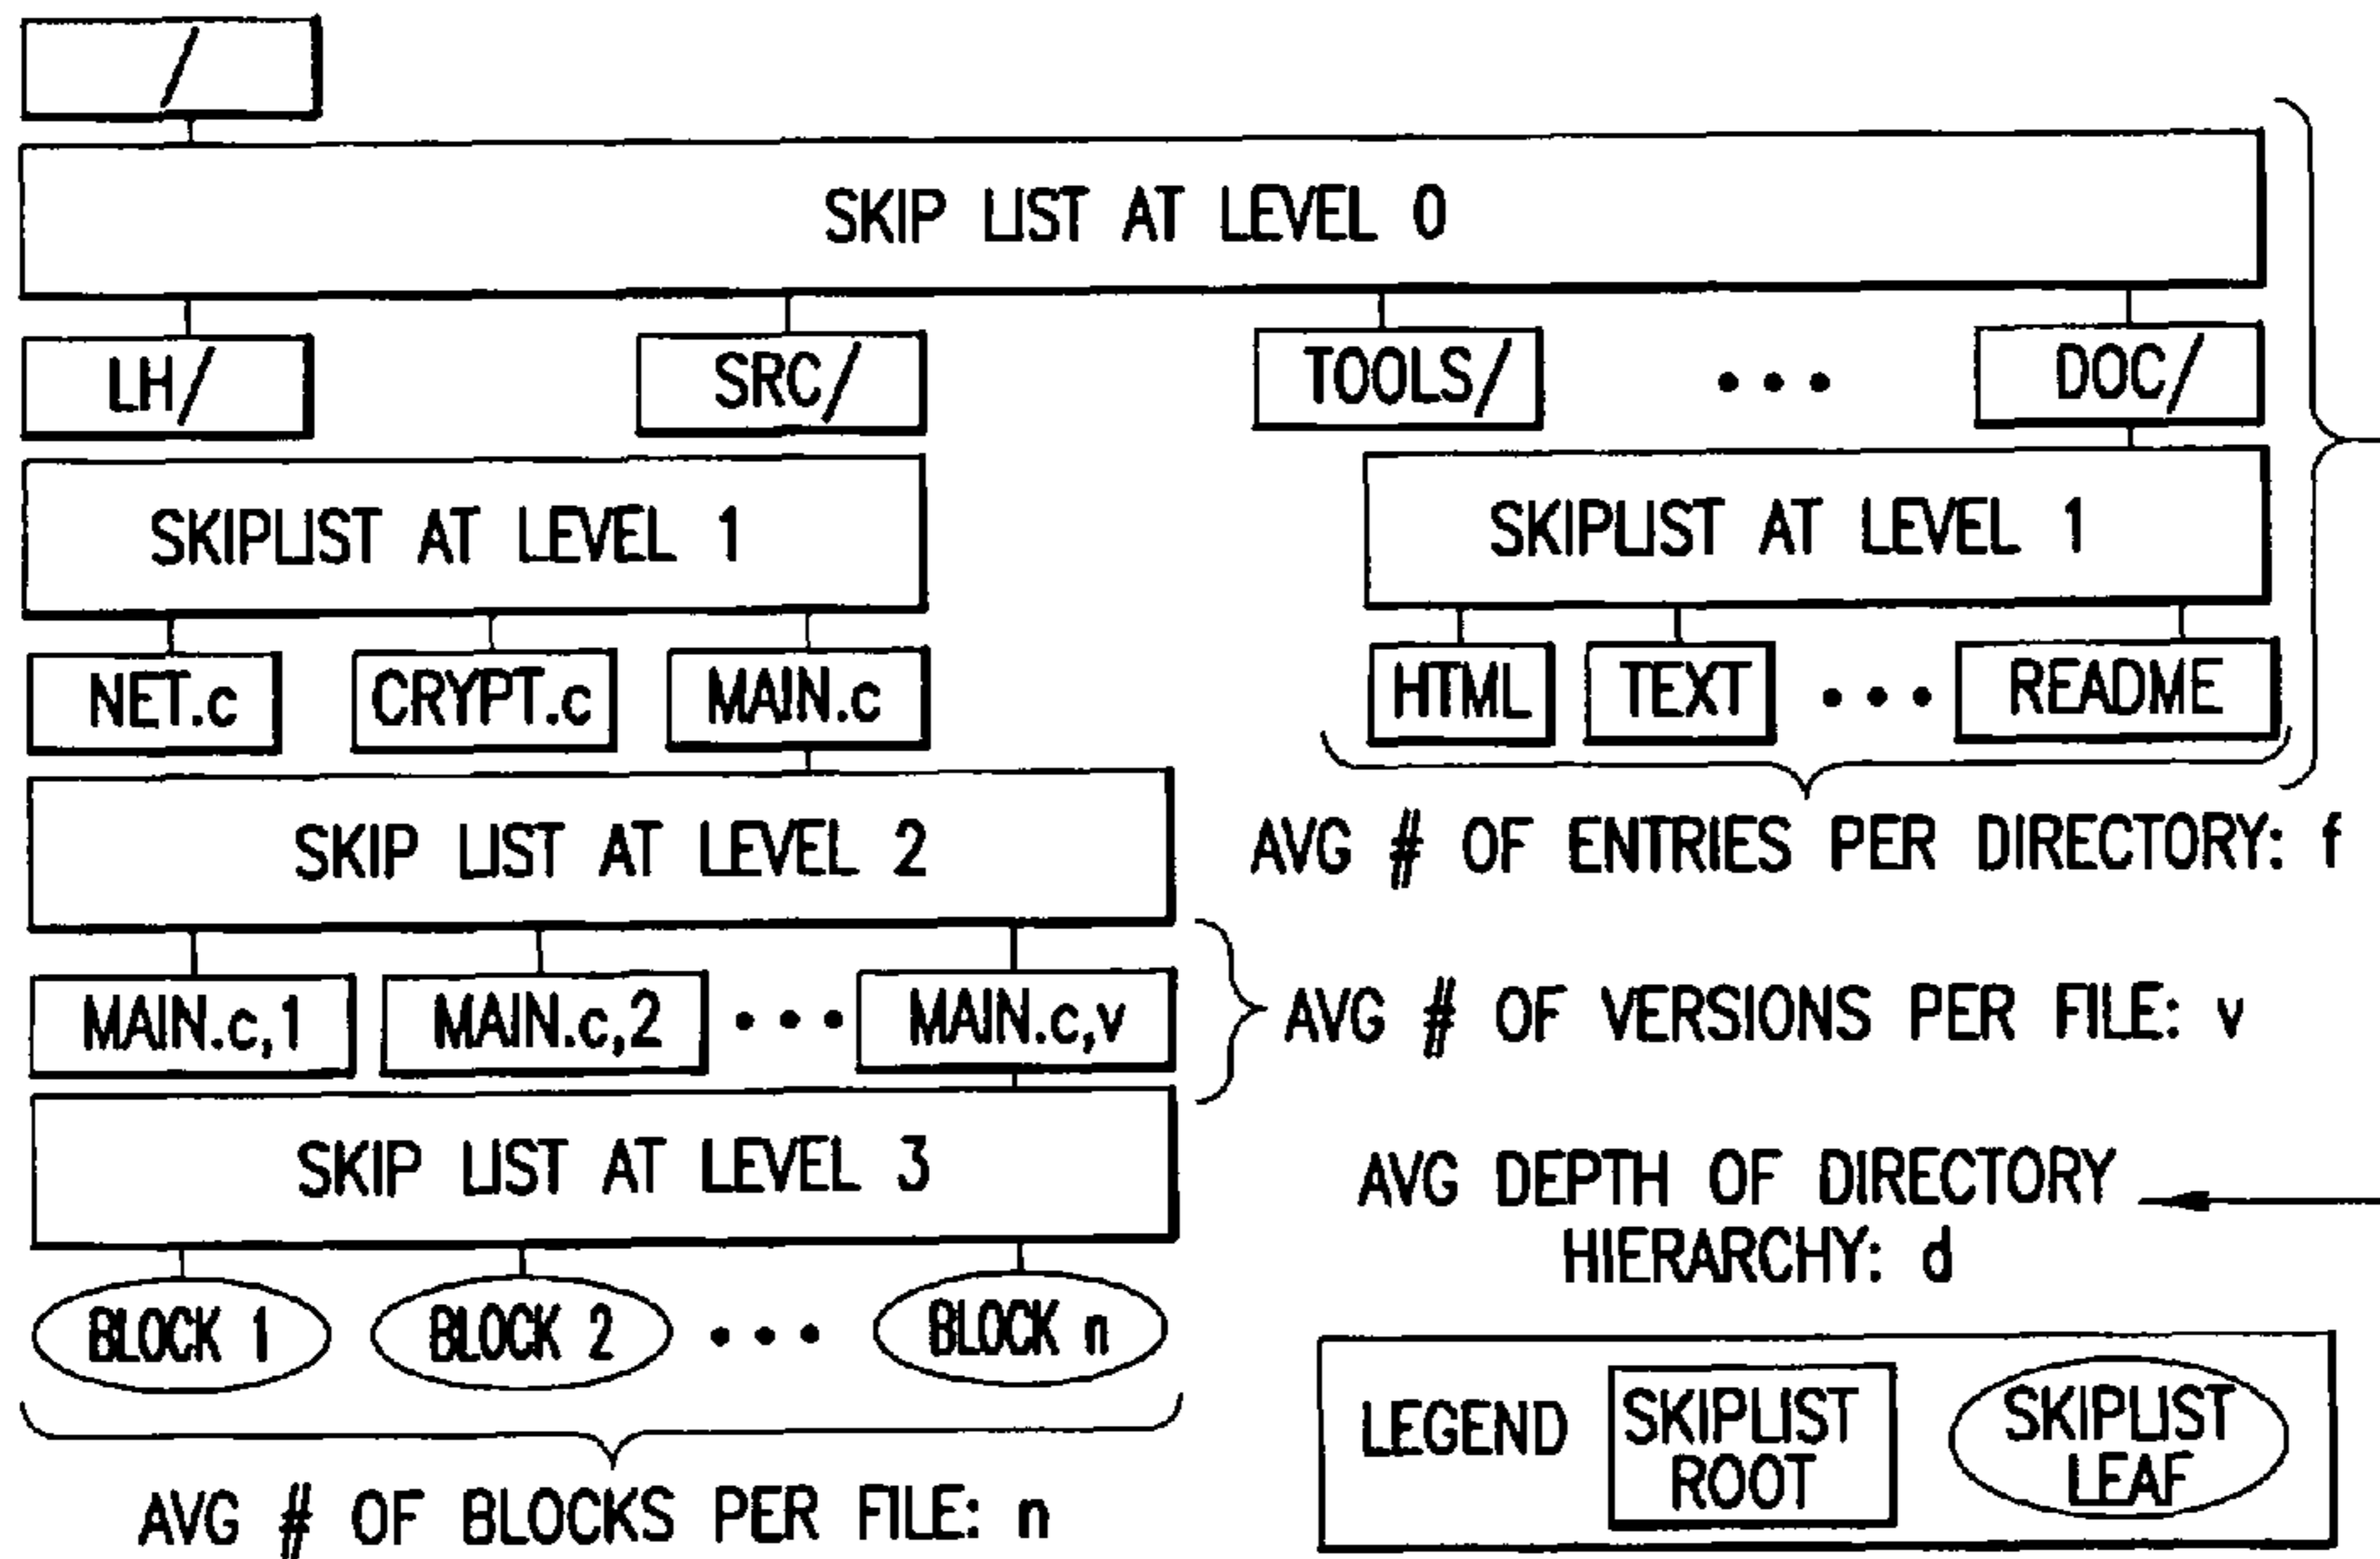 /
SKIP LIST AT LEVEL 0
LH/
SRC/
TOOLS/
• • •
DOC/
SKIPLIST AT LEVEL 1
SKIPLIST AT LEVEL 1
NET.c
CRYPT.c
MAIN.c
HTML
TEXT
• • •
README
SKIP LIST AT LEVEL 2
AVG # OF ENTRIES PER DIRECTORY: f
MAIN.c,1
MAIN.c,2
• • •
MAIN.c,v
AVG # OF VERSIONS PER FILE: v
SKIP LIST AT LEVEL 3
AVG DEPTH OF DIRECTORY
HIERARCHY: d
BLOCK 1
BLOCK 2
• • •
BLOCK n
AVG # OF BLOCKS PER FILE: n
LEGEND
SKIPLIST
ROOT
SKIPLIST
LEAF